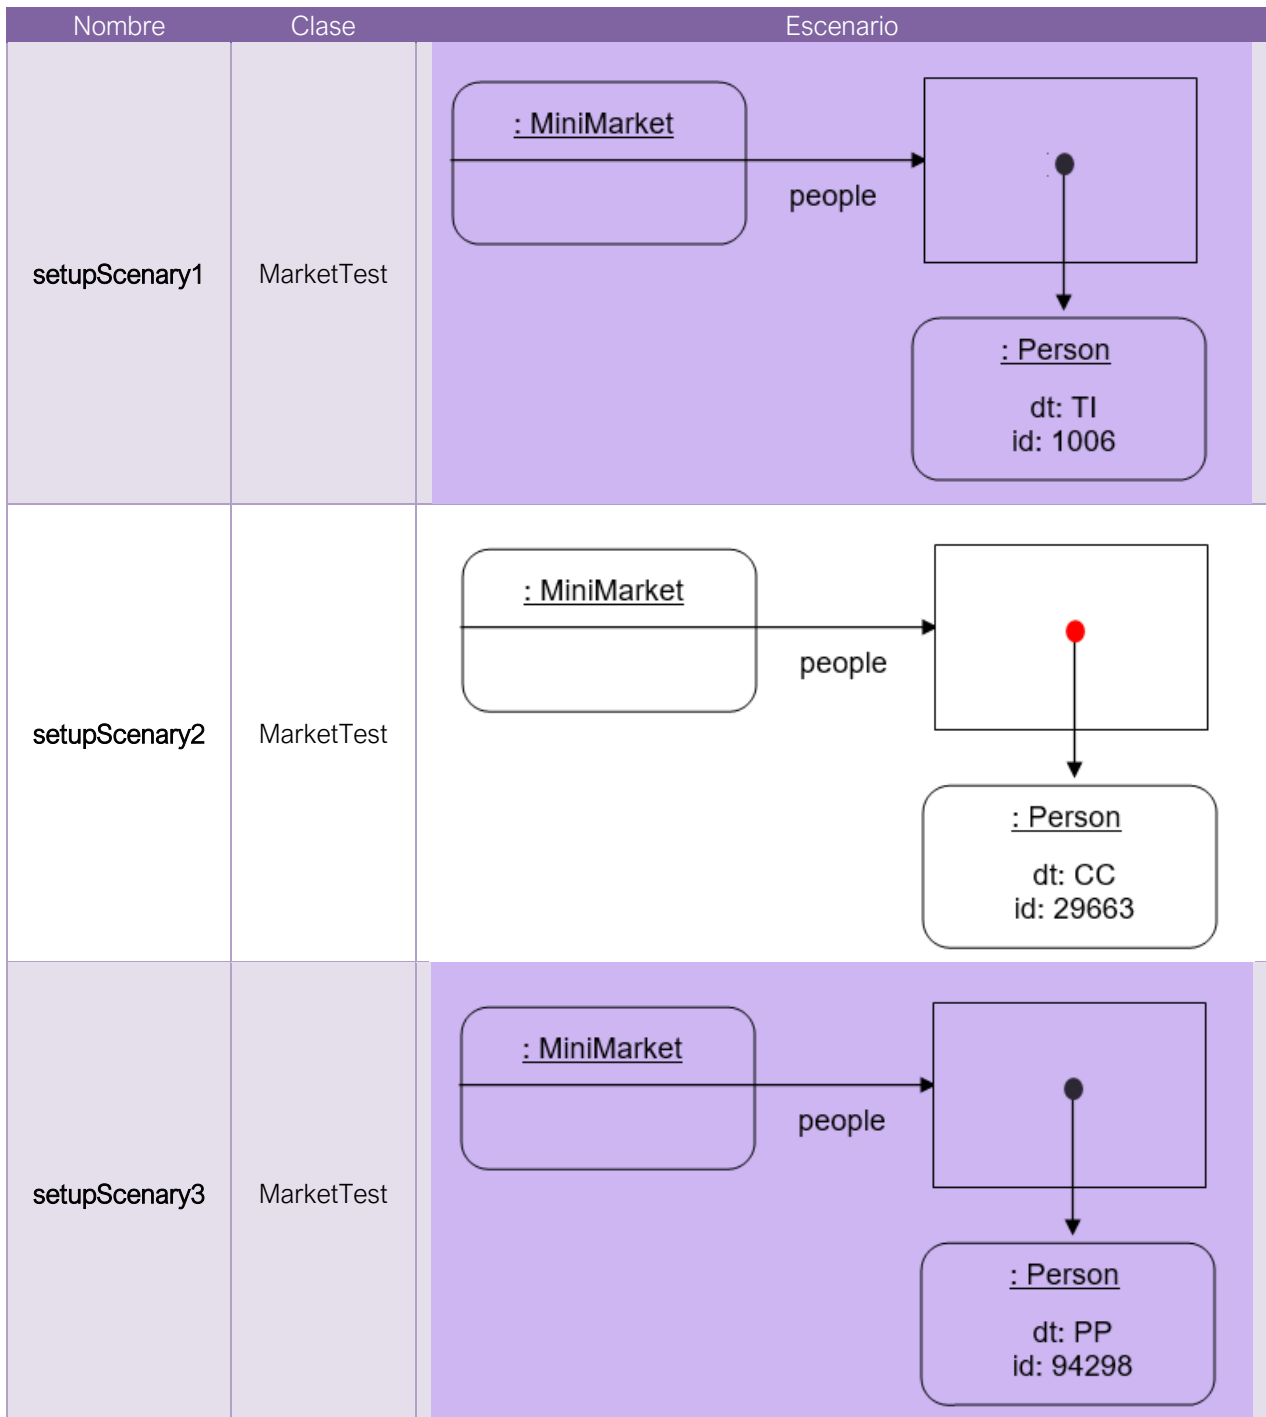 Nombre Clase Escenario
: MiniMarket
people
setupScenary1 MarketTest
: Person
dt: TI
id: 1006
: MiniMarket
people
setupScenary2 MarketTest
: Person
dt: CC
id: 29663
: MiniMarket
people
setupScenary3 MarketTest
: Person
dt: PP
id: 94298